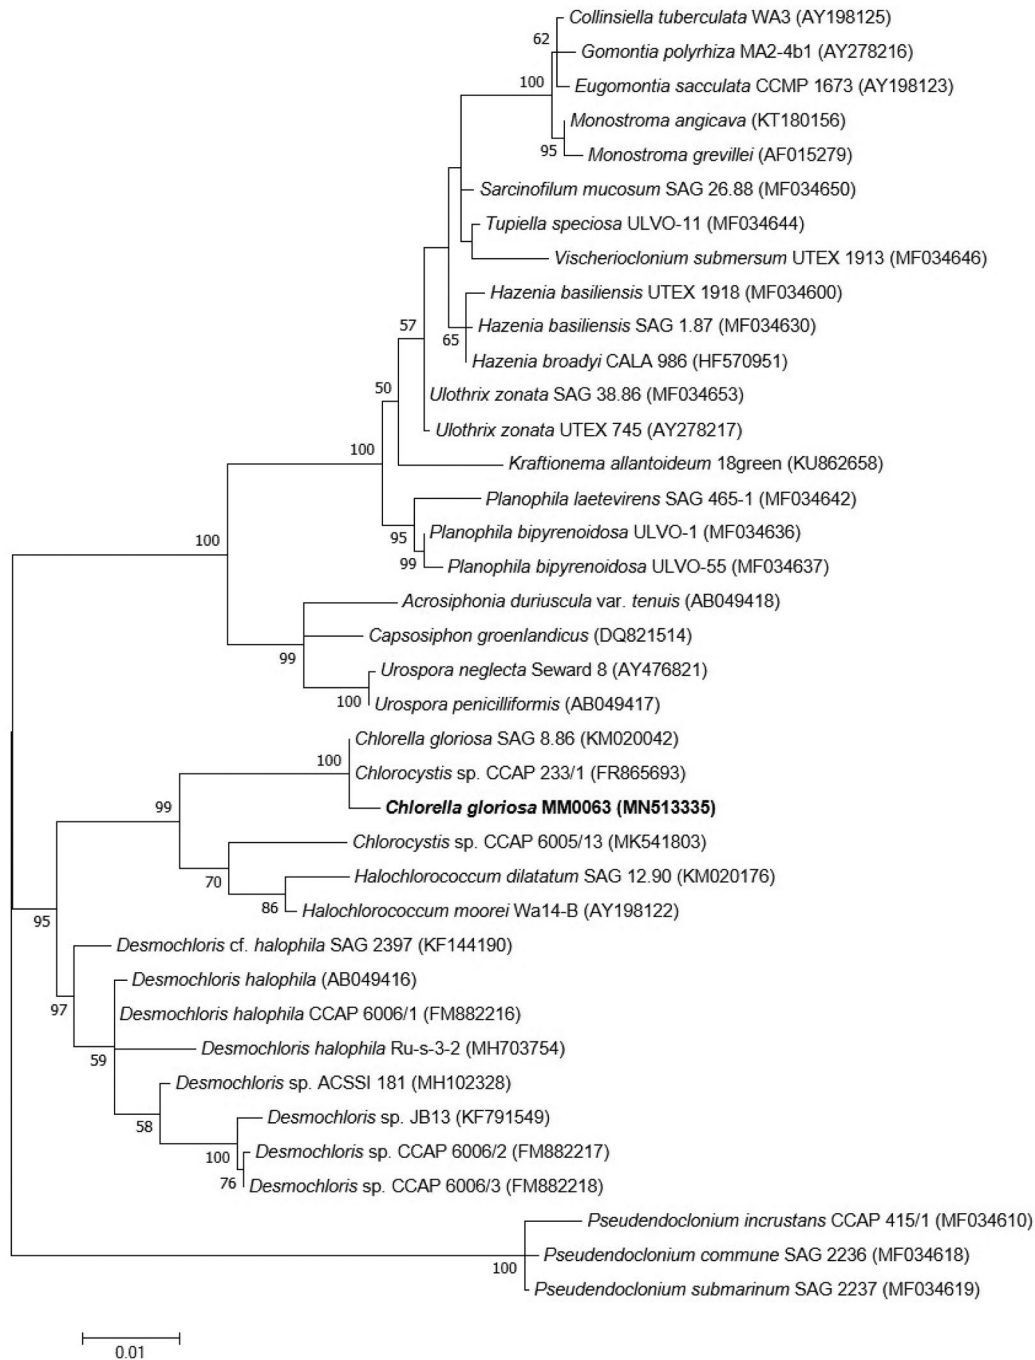 Collinsiella tuberculata WA3 (AY198125)
62
Gomontia polyrhiza MA2-4b1 (AY278216)
100
Eugomontia sacculata CCMP 1673 (AY198123)
Monostroma angicava (KT180156)
95
Monostroma grevillei (AF015279)
Sarcinofilum mucosum SAG 26.88 (MF034650)
Tupiella speciosa ULVO-11 (MF034644)
Vischerioclonium submersum UTEX 1913 (MF034646)
Hazenia basiliensis UTEX 1918 (MF034600)
57
Hazenia basiliensis SAG 1.87 (MF034630)
65
Hazenia broadyi CALA 986 (HF570951)
50
Ulothrix zonata SAG 38.86 (MF034653)
Ulothrix zonata UTEX 745 (AY278217)
100
Kraftionema allantoideum 18green (KU862658)
Planophila laetevirens SAG 465-1 (MF034642)
95
Planophila bipyrenoidosa ULVO-1 (MF034636)
100
99
Planophila bipyrenoidosa ULVO-55 (MF034637)
Acrosiphonia duriuscula var. tenuis (AB049418)
Capsosiphon groenlandicus (DQ821514)
99
Urospora neglecta Seward 8 (AY476821)
100
Urospora penicilliformis (AB049417)
Chlorella gloriosa SAG 8.86 (KM020042)
100
Chlorocystis sp. CCAP 233/1 (FR865693)
99
Chlorella gloriosa MM0063 (MN513335)
Chlorocystis sp. CCAP 6005/13 (MK541803)
70
Halochlorococcum dilatatum SAG 12.90 (KM020176)
86
Halochlorococcum moorei Wa14-B (AY198122)
95
Desmochloris cf. halophila SAG 2397 (KF144190)
Desmochloris halophila (AB049416)
97
Desmochloris halophila CCAP 6006/1 (FM882216)
59
Desmochloris halophila Ru-s-3-2 (MH703754)
Desmochloris sp. ACSSI 181 (MH102328)
58
Desmochloris sp. JB13 (KF791549)
100
Desmochloris sp. CCAP 6006/2 (FM882217)
76
Desmochloris sp. CCAP 6006/3 (FM882218)
Pseudendoclonium incrustans CCAP 415/1 (MF034610)
Pseudendoclonium commune SAG 2236 (MF034618)
100
Pseudendoclonium submarinum SAG 2237 (MF034619)
0.01